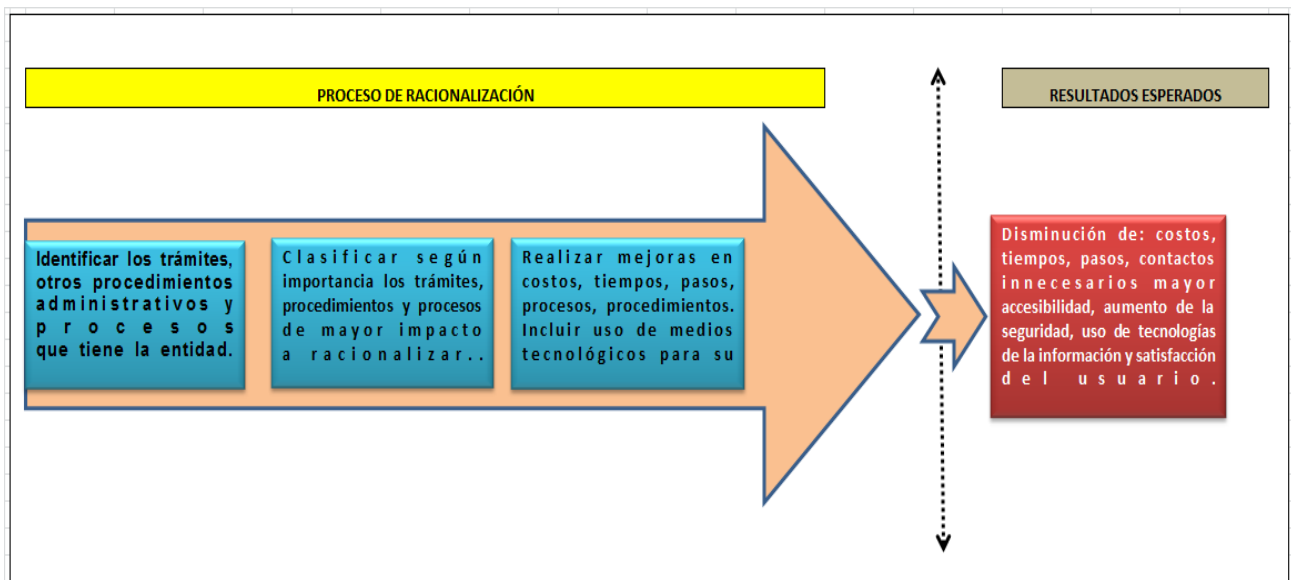 PROCESO DE RACIONALIZACIÓN
RESULTADOS ESPERADOS
Identificar los trámites,
otros procedimientos
administrativos y
procesos
que tiene la entidad.
Clasificar según
importancia los trámites,
procedimientos y procesos
de mayor impacto
a racionalizar..
Realizar mejoras en
costos, tiempos, pasos,
procesos, procedimientos.
Incluir uso de medios
tecnológicos para su
Disminución de: costos,
tiempos, pasos, contactos
innecesarios mayor
accesibilidad, aumento de la
seguridad, uso de tecnologías
de la información y satisfacción
del usuario.